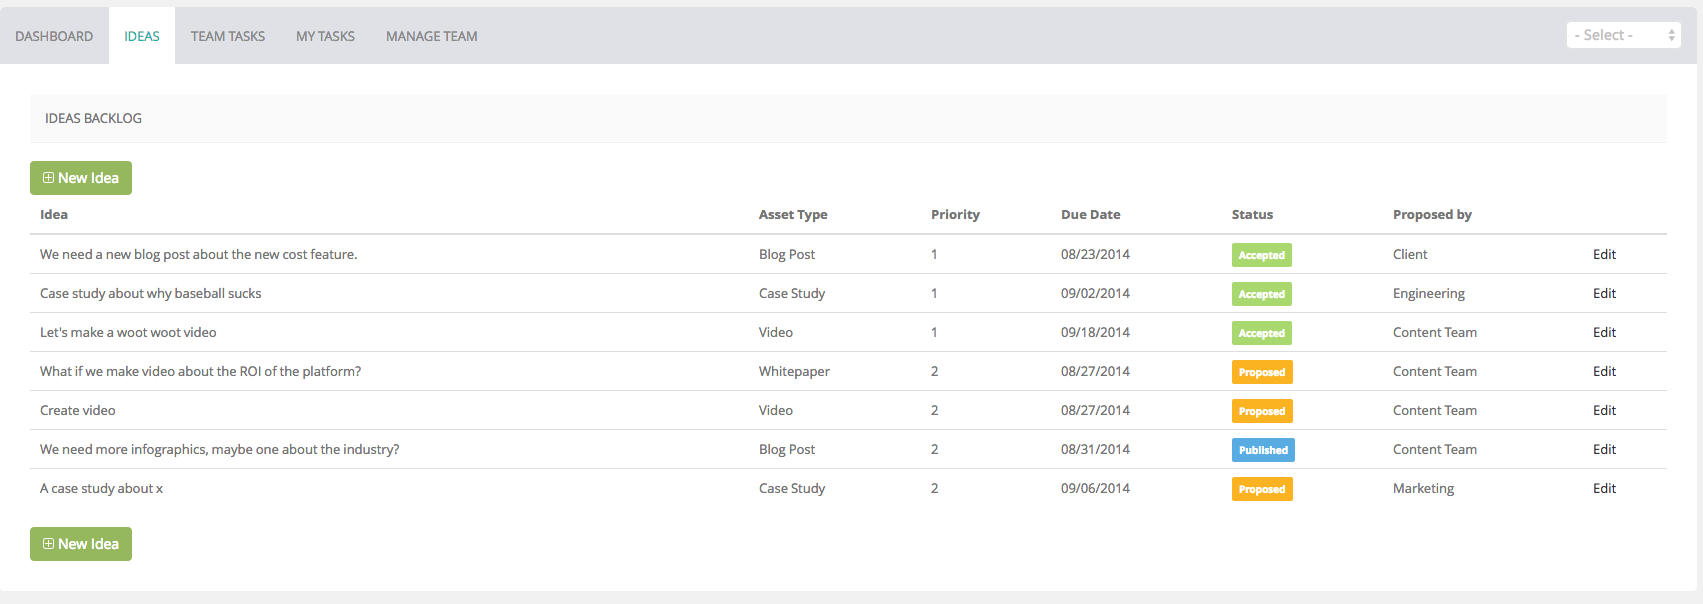 DASHBOARD IDEAS TEAM TASKS MY TASKS MANAGE TEAM - Select -
IDEAS BACKLOG
New Idea
Idea Asset Type Priority Due Date Status Proposed by
We need a new blog post about the new cost feature. Blog Post 1 08/23/2014 Accepted Client Edit
Case study about why baseball sucks Case Study 1 09/02/2014 Accepted Engineering Edit
Let's make a woot woot video Video 1 09/18/2014 Accepted Content Team Edit
What if we make video about the ROI of the platform? Whitepaper 2 08/27/2014 Proposed Content Team Edit
Create video Video 2 08/27/2014 Proposed Content Team Edit
We need more infographics, maybe one about the industry? Blog Post 2 08/31/2014 Published Content Team Edit
A case study about x Case Study 2 09/06/2014 Proposed Marketing Edit
New Idea